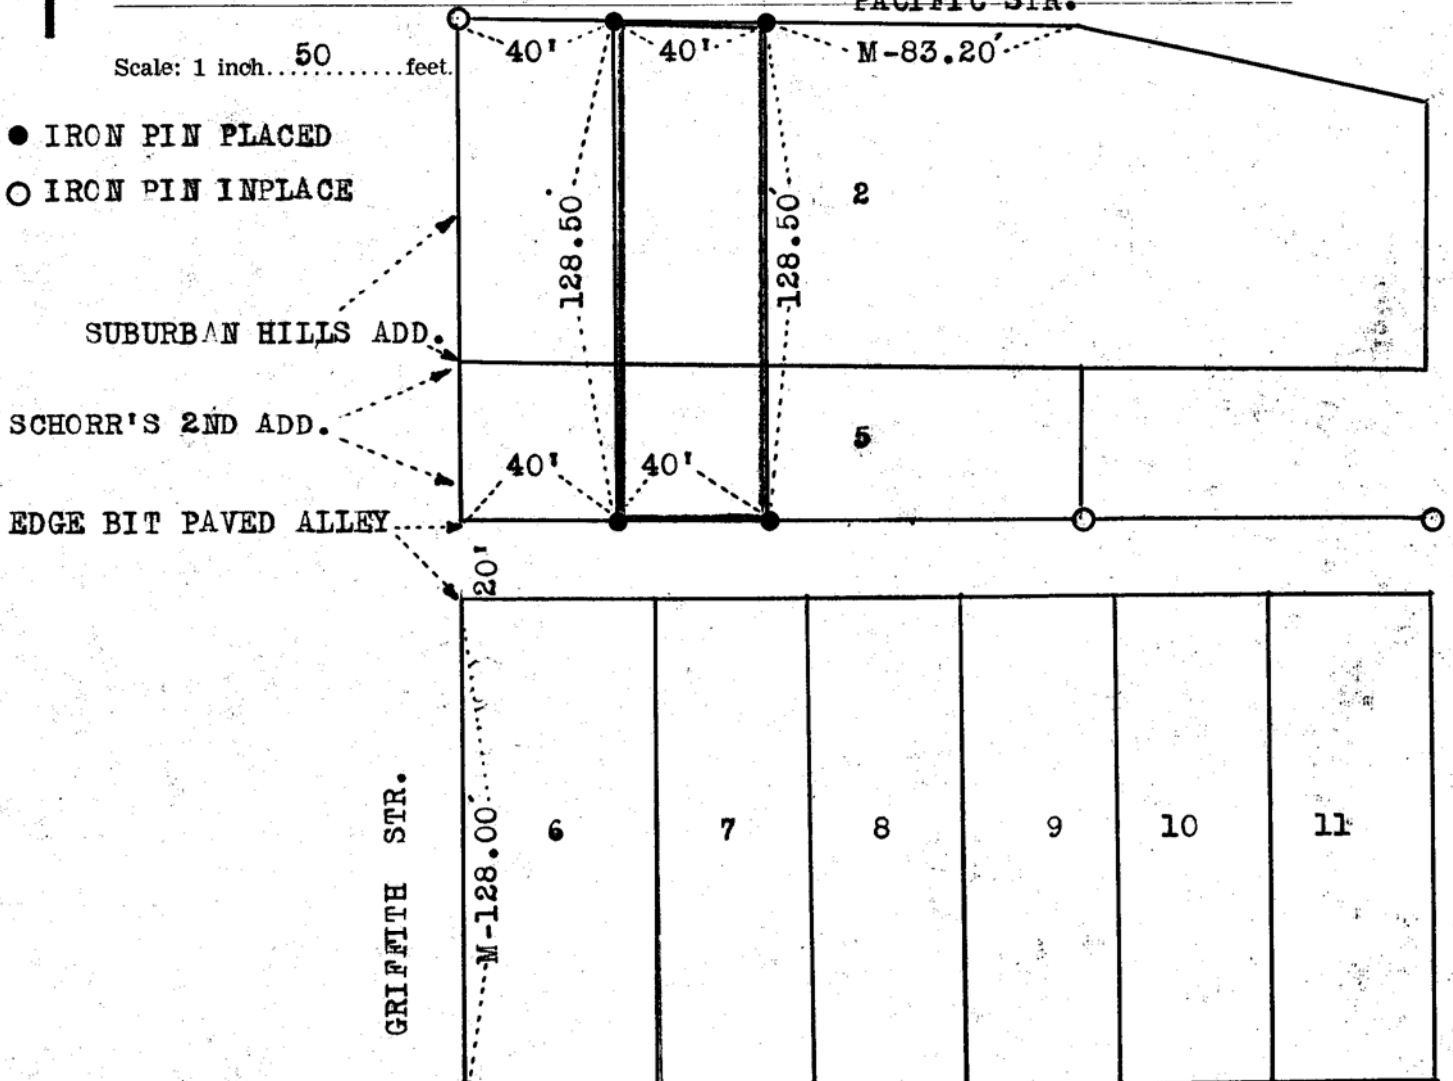 PACIFIC STR.
40' 40' M-83.20'
Scale: 1 inch....50..........feet.
● IRON PIN PLACED
○ IRON PIN INPLACE
2
128.50
128.50
SUBURBAN HILLS ADD.
SCHORR'S 2ND ADD.
5
40' 40'
EDGE BIT PAVED ALLEY
20'
GRIFFITH STR.
M-128.00'
6 7 8 9 10 11